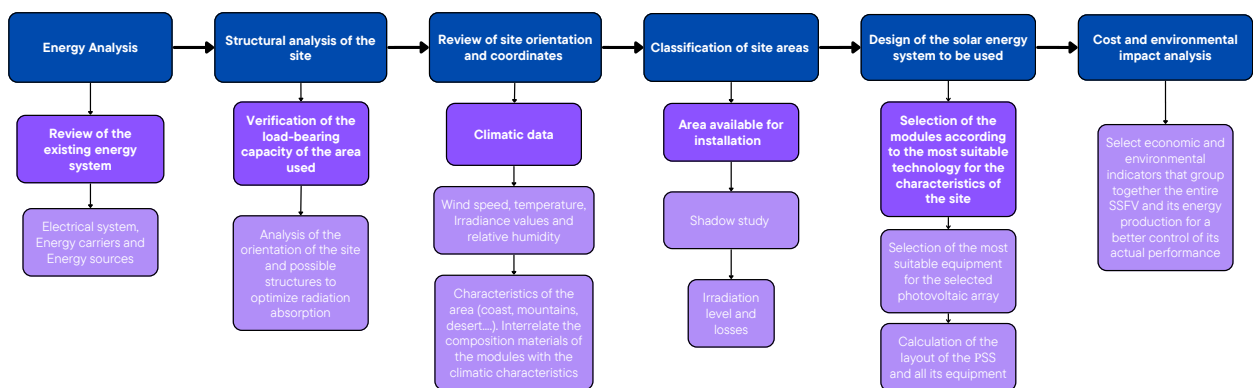 Energy Analysis
Structural analysis of the
site
Review of site orientation
and coordinates
Classification of site areas
Design of the solar energy
system to be used
Cost and environmental
impact analysis
Review of the
existing energy
system
Electrical system,
Energy carriers and
Energy sources
Verification of the
load-bearing
capacity of the area
used
Analysis of the
orientation of the site
and possible
structures to
optimize radiation
absorption
Climatic data
Wind speed, temperature,
Irradiance values and
relative humidity
Characteristics of the
area (coast, mountains,
desert....). Interrelate the
composition materials of
the modules with the
climatic characteristics
Area available for
installation
Shadow study
Irradiation
level and
losses
Selection of the
modules according
to the most suitable
technology for the
characteristics of
the site
Selection of the most
suitable equipment
for the selected
photovoltaic array
Calculation of the
layout of the PSS
and all its equipment
Select economic and
environmental
indicators that group
together the entire
SSFV and its energy
production for a
better control of its
actual performance